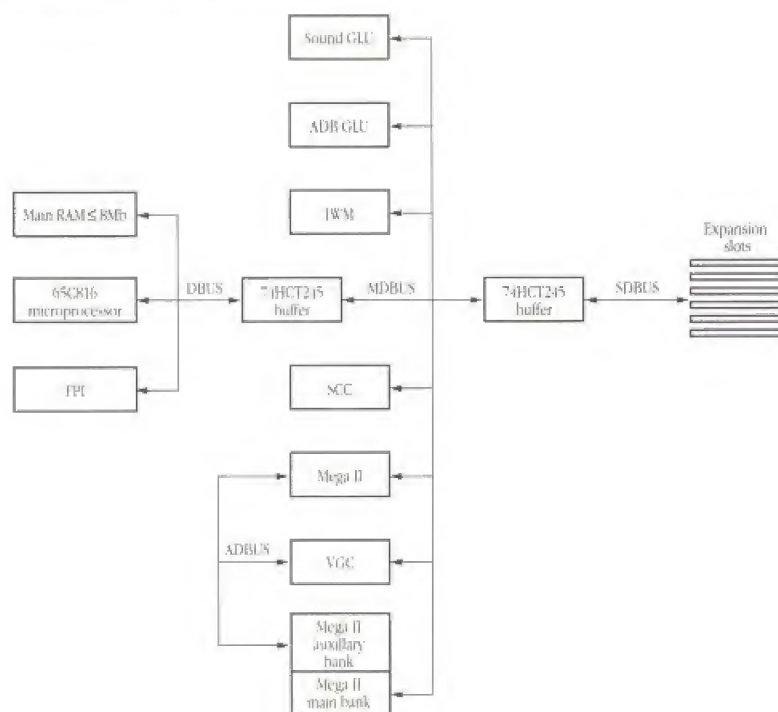 Sound GLU
ADB GLU
IWM
Main RAM ≤ 8Mb
65C816
microprocessor
DBUS
74HCT245
buffer
MDBUS
74HCT245
buffer
SDBUS
Expansion
slots
FPI
SCC
Mega II
ADBUS
VGC
Mega II
auxillary
bank
Mega II
main bank